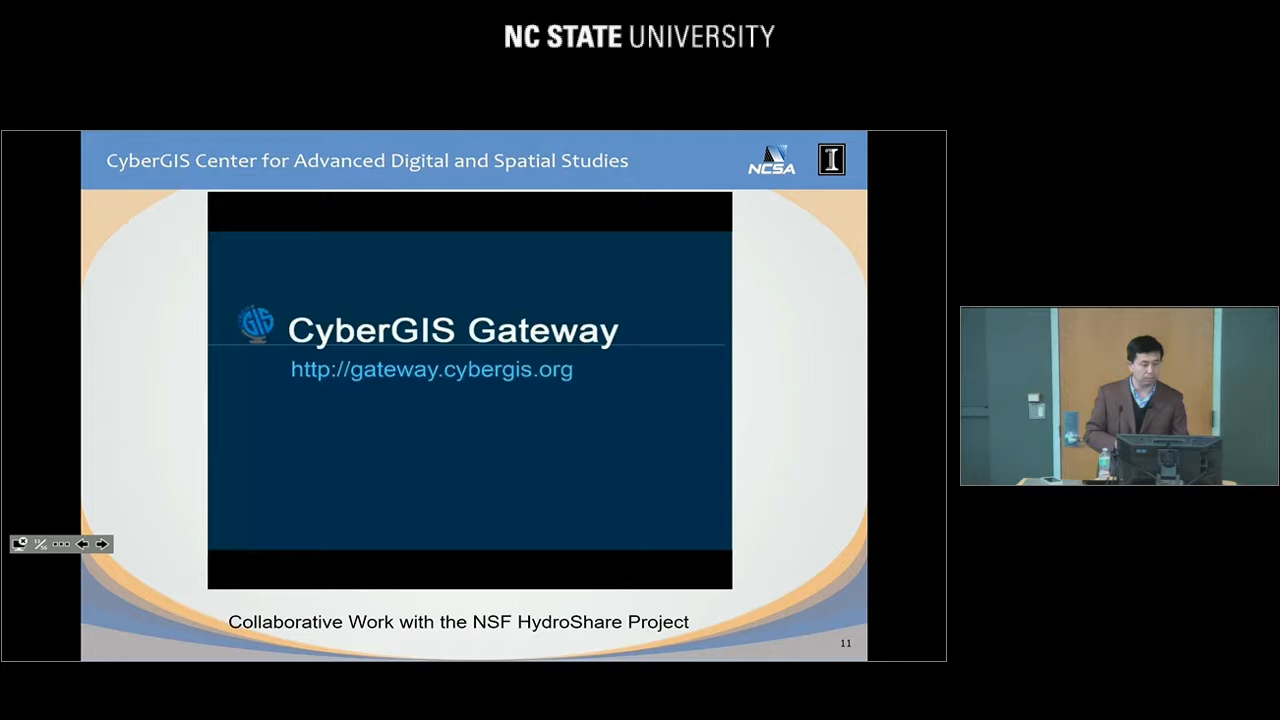 NC STATE UNIVERSITY
CyberGIS Center for Advanced Digital and Spatial Studies
NCSA
I
GIS
CyberGIS Gateway
http://gateway.cybergis.org
Collaborative Work with the NSF HydroShare Project
11